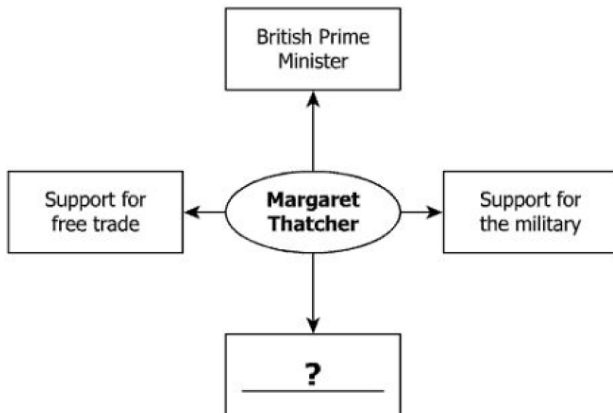 British Prime
Minister
Support for
free trade
Margaret
Thatcher
Support for
the military
?